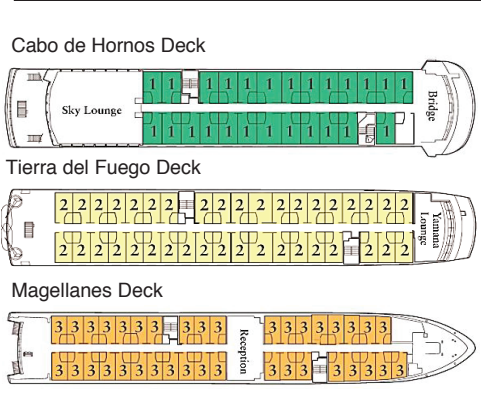 Cabo de Hornos Deck
Sky Lounge
1 1 1 1 1 1 1 1 1 1 1 1 1
1 1 1 1 1 1 1 1 1 1 1 1
Bridge
Tierra del Fuego Deck
2 2 2 2 2 2 2 2 2 2 2 2 2 2 2 2 2 2 2
2 2 2 2 2 2 2 2 2 2 2 2 2 2 2 2 2 2 2
Yamana
Lounge
Magellanes Deck
3 3 3 3 3 3 3 3 3 3
3 3 3 3 3 3 3 3 3 3 3
Reception
3 3 3 3 3 3 3 3
3 3 3 3 3 3 3 3